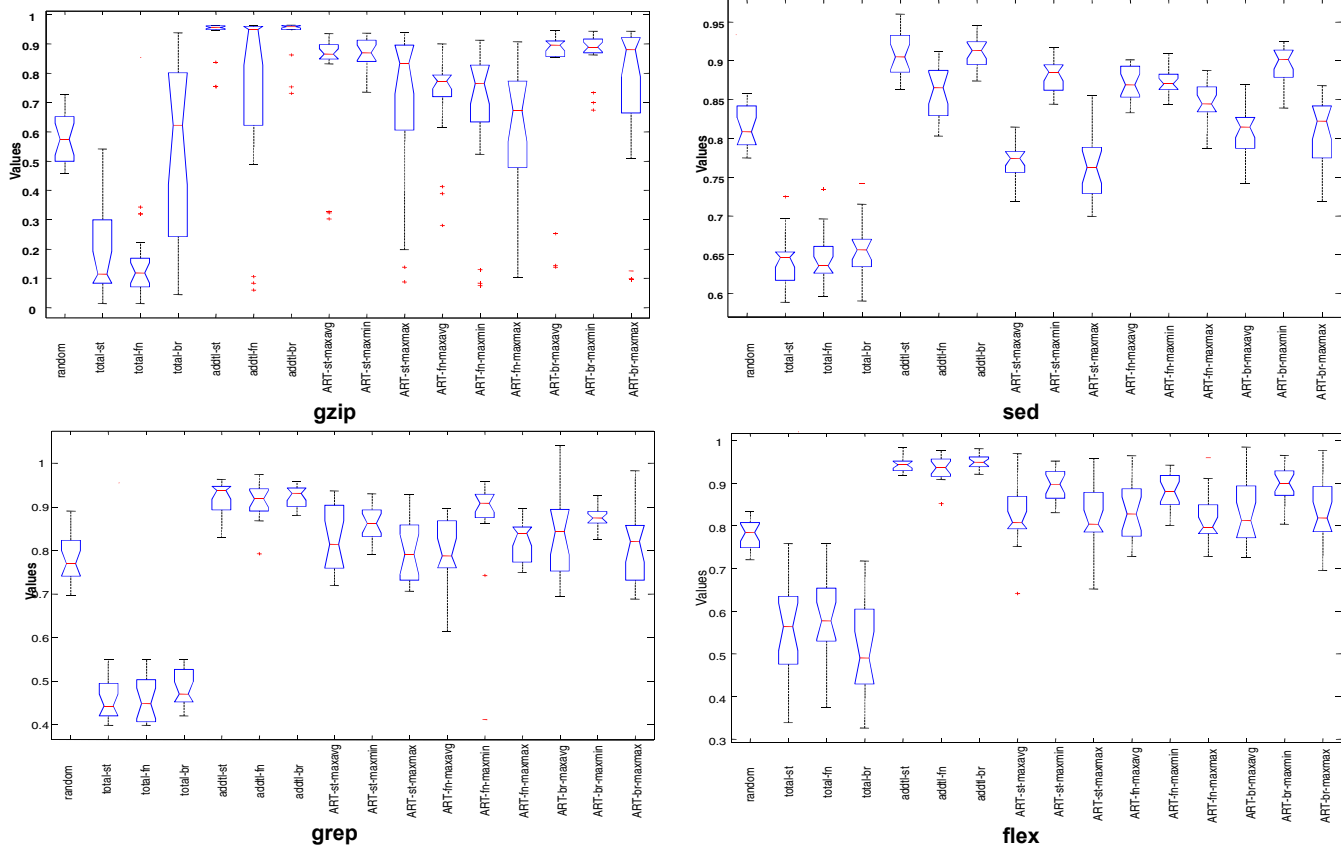 1
0.9
0.8
0.7
0.6
0.5
0.4
0.3
0.2
0.1
0
Values
random
total-st
total-fn
total-br
addtl-st
addtl-fn
addtl-br
ART-st-maxavg
ART-st-maxmin
ART-st-maxmax
ART-fn-maxavg
ART-fn-maxmin
ART-fn-maxmax
ART-br-maxavg
ART-br-maxmin
ART-br-maxmax
gzip
0.95
0.9
0.85
0.8
0.75
0.7
0.65
0.6
Values
random
total-st
total-fn
total-br
addtl-st
addtl-fn
addtl-br
ART-st-maxavg
ART-st-maxmin
ART-st-maxmax
ART-fn-maxavg
ART-fn-maxmin
ART-fn-maxmax
ART-br-maxavg
ART-br-maxmin
ART-br-maxmax
sed
1
0.9
0.8
0.7
0.6
0.5
0.4
Values
random
total-st
total-fn
total-br
addtl-st
addtl-fn
addtl-br
ART-st-maxavg
ART-st-maxmin
ART-st-maxmax
ART-fn-maxavg
ART-fn-maxmin
ART-fn-maxmax
ART-br-maxavg
ART-br-maxmin
ART-br-maxmax
grep
1
0.9
0.8
0.7
0.6
0.5
0.4
0.3
Values
random
total-st
total-fn
total-br
addtl-st
addtl-fn
addtl-br
ART-st-maxavg
ART-st-maxmin
ART-st-maxmax
ART-fn-maxavg
ART-fn-maxmin
ART-fn-maxmax
ART-br-maxavg
ART-br-maxmin
ART-br-maxmax
flex